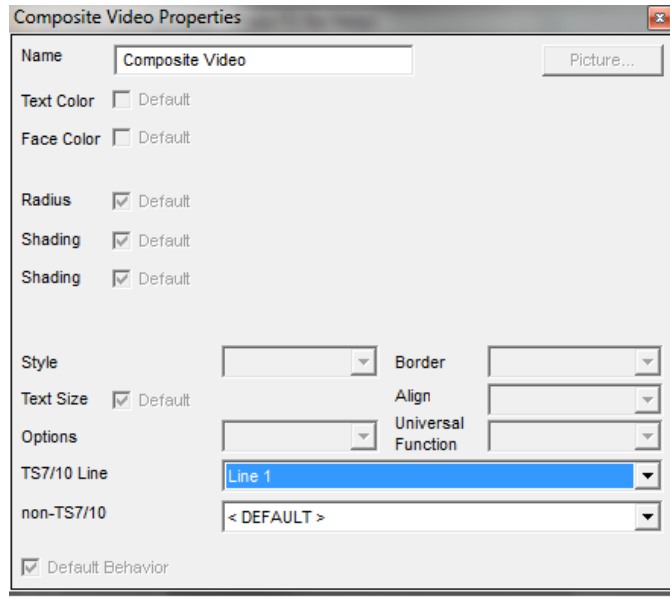 Composite Video Properties
Name Composite Video Picture...
Text Color Default
Face Color Default
Radius Default
Shading Default
Shading Default
Style Border
Text Size Default Align
Options Universal Function
TS7/10 Line Line 1
non-TS7/10 < DEFAULT >
Default Behavior